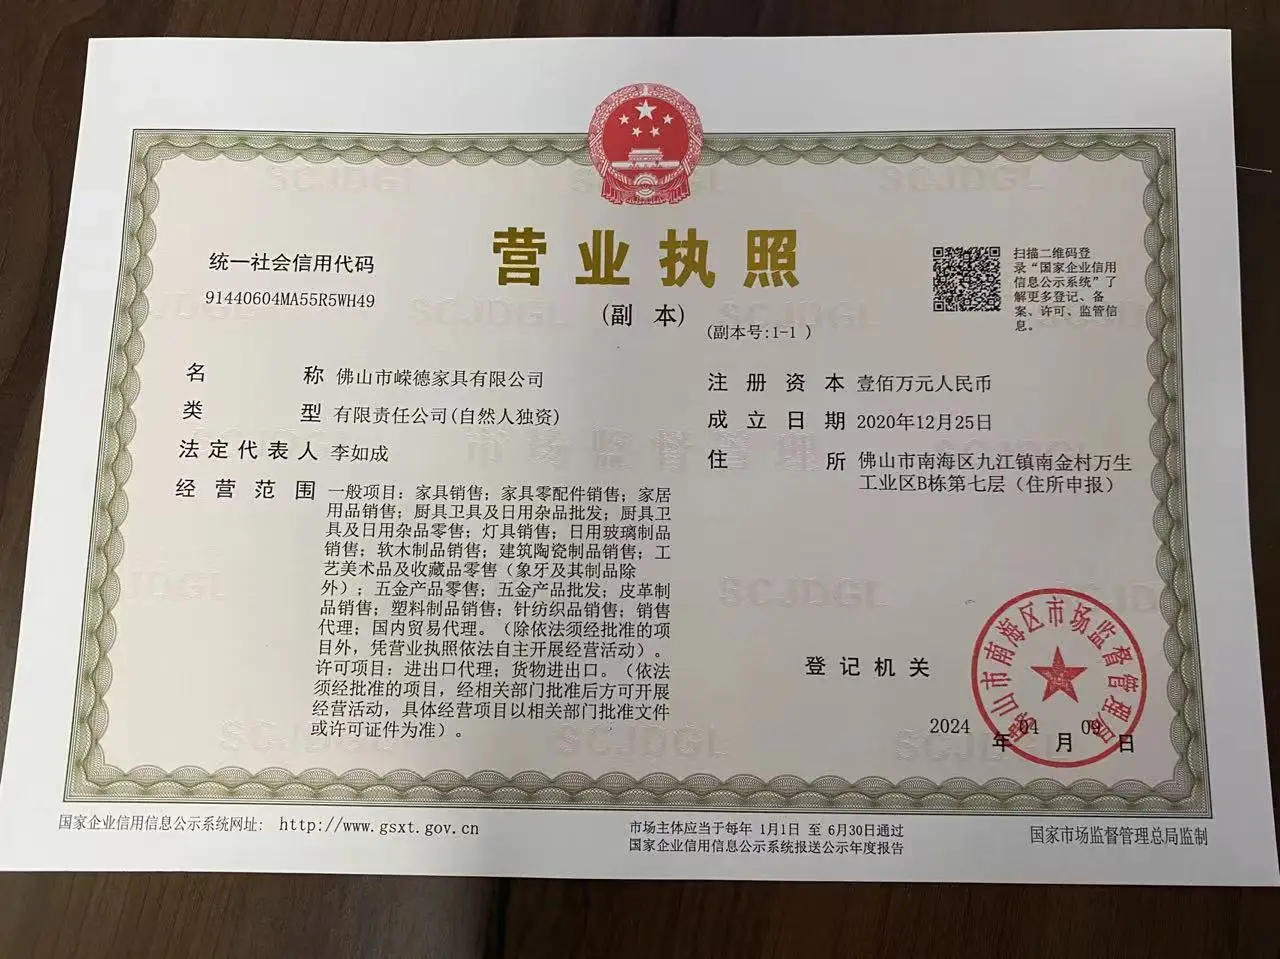 营业执照
(副 本)
(副本号:1-1 )
统一社会信用代码
91440604MA55R5WH49
扫描二维码登
录“国家企业信用
信息公示系统”了
解更多登记、备
案、许可、监管信
息。
名 称 佛山市嵘德家具有限公司
类 型 有限责任公司(自然人独资)
法定代表人 李如成
经营范围 一般项目：家具销售；家具零配件销售；家居
用品销售；厨具卫具及日用杂品批发；厨具卫
具及日用杂品零售；灯具销售；日用玻璃制品
销售；软木制品销售；建筑陶瓷制品销售；工
艺美术品及收藏品零售（象牙及其制品除
外）；五金产品零售；五金产品批发；皮革制
品销售；塑料制品销售；针纺织品销售；销售
代理；国内贸易代理。（除依法须经批准的项
目外，凭营业执照依法自主开展经营活动）。
许可项目：进出口代理；货物进出口。（依法
须经批准的项目，经相关部门批准后方可开展
经营活动，具体经营项目以相关部门批准文件
或许可证件为准）。
注册资本 壹佰万元人民币
成立日期 2020年12月25日
住 所 佛山市南海区九江镇南金村万生
工业区B栋第七层（住所申报）
登记机关
佛山市南海区市场监督管理局
2024 年 04 月 09 日
国家企业信用信息公示系统网址: http://www.gsxt.gov.cn
市场主体应当于每年 1月1日 至 6月30日通过
国家企业信用信息公示系统报送公示年度报告
国家市场监督管理总局监制
SCJDGL
市场监督管理